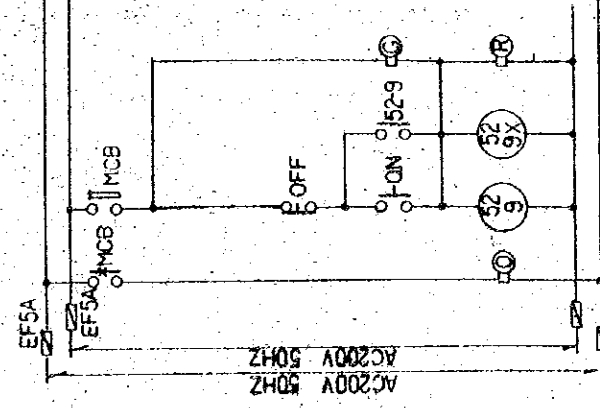 EF5A
EF5A
MCB
MCB
OFF
52-9
ON
G
R
52
9X
52
9
O
AC200V 50HZ
AC200V 50HZ